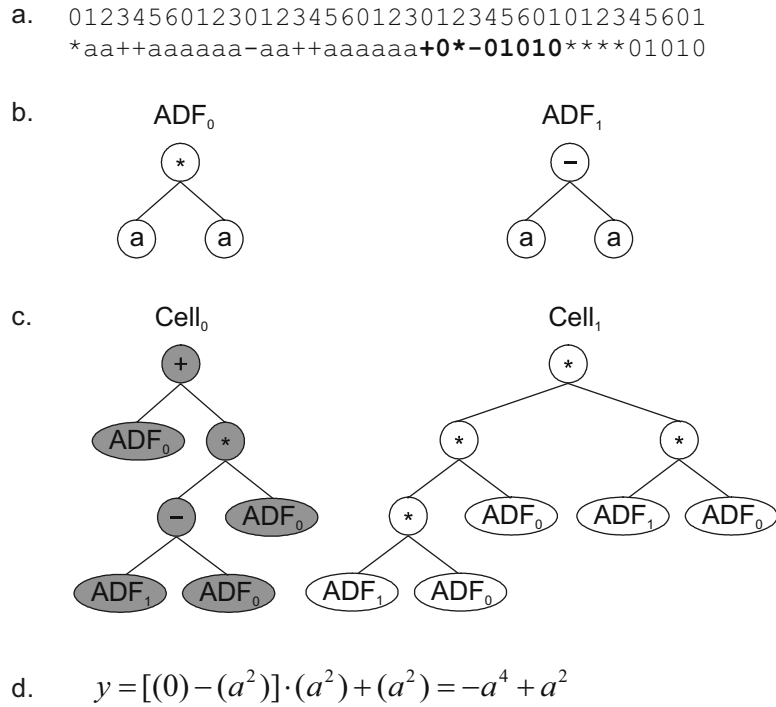 a. 0123456012301234560123012345601012345601
*aa++aaaaaa-aa++aaaaaa+0*-01010****01010
b. ADF₀ ADF₁
* −
a a a a
c. Cell₀ Cell₁
+ *
ADF₀ * * *
− ADF₀ * ADF₀ ADF₁ ADF₀
ADF₁ ADF₀ ADF₁ ADF₀
d. y = [(0) − (a²)] · (a²) + (a²) = −a⁴ + a²